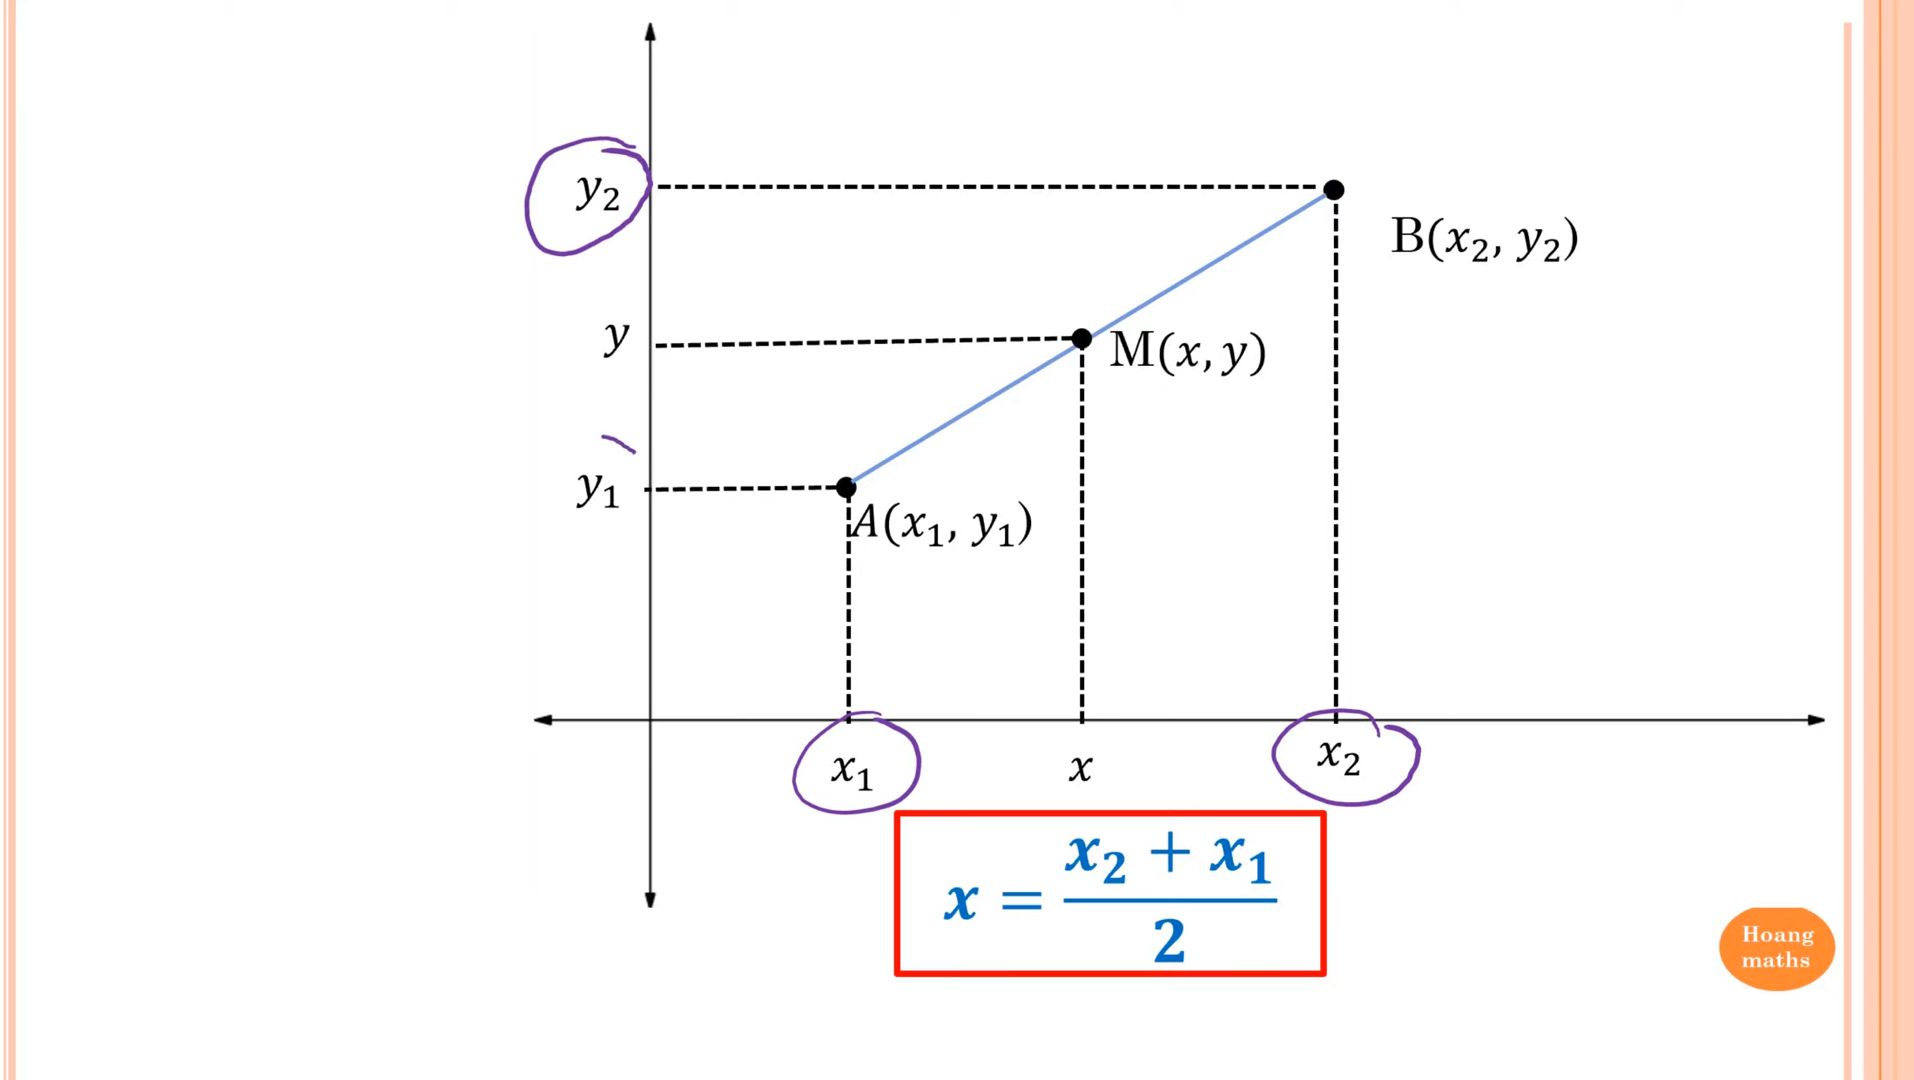 y₂
B(x₂, y₂)
y
M(x, y)
y₁
A(x₁, y₁)
x₁
x
x₂
x = (x₂ + x₁)/2
Hoang
maths